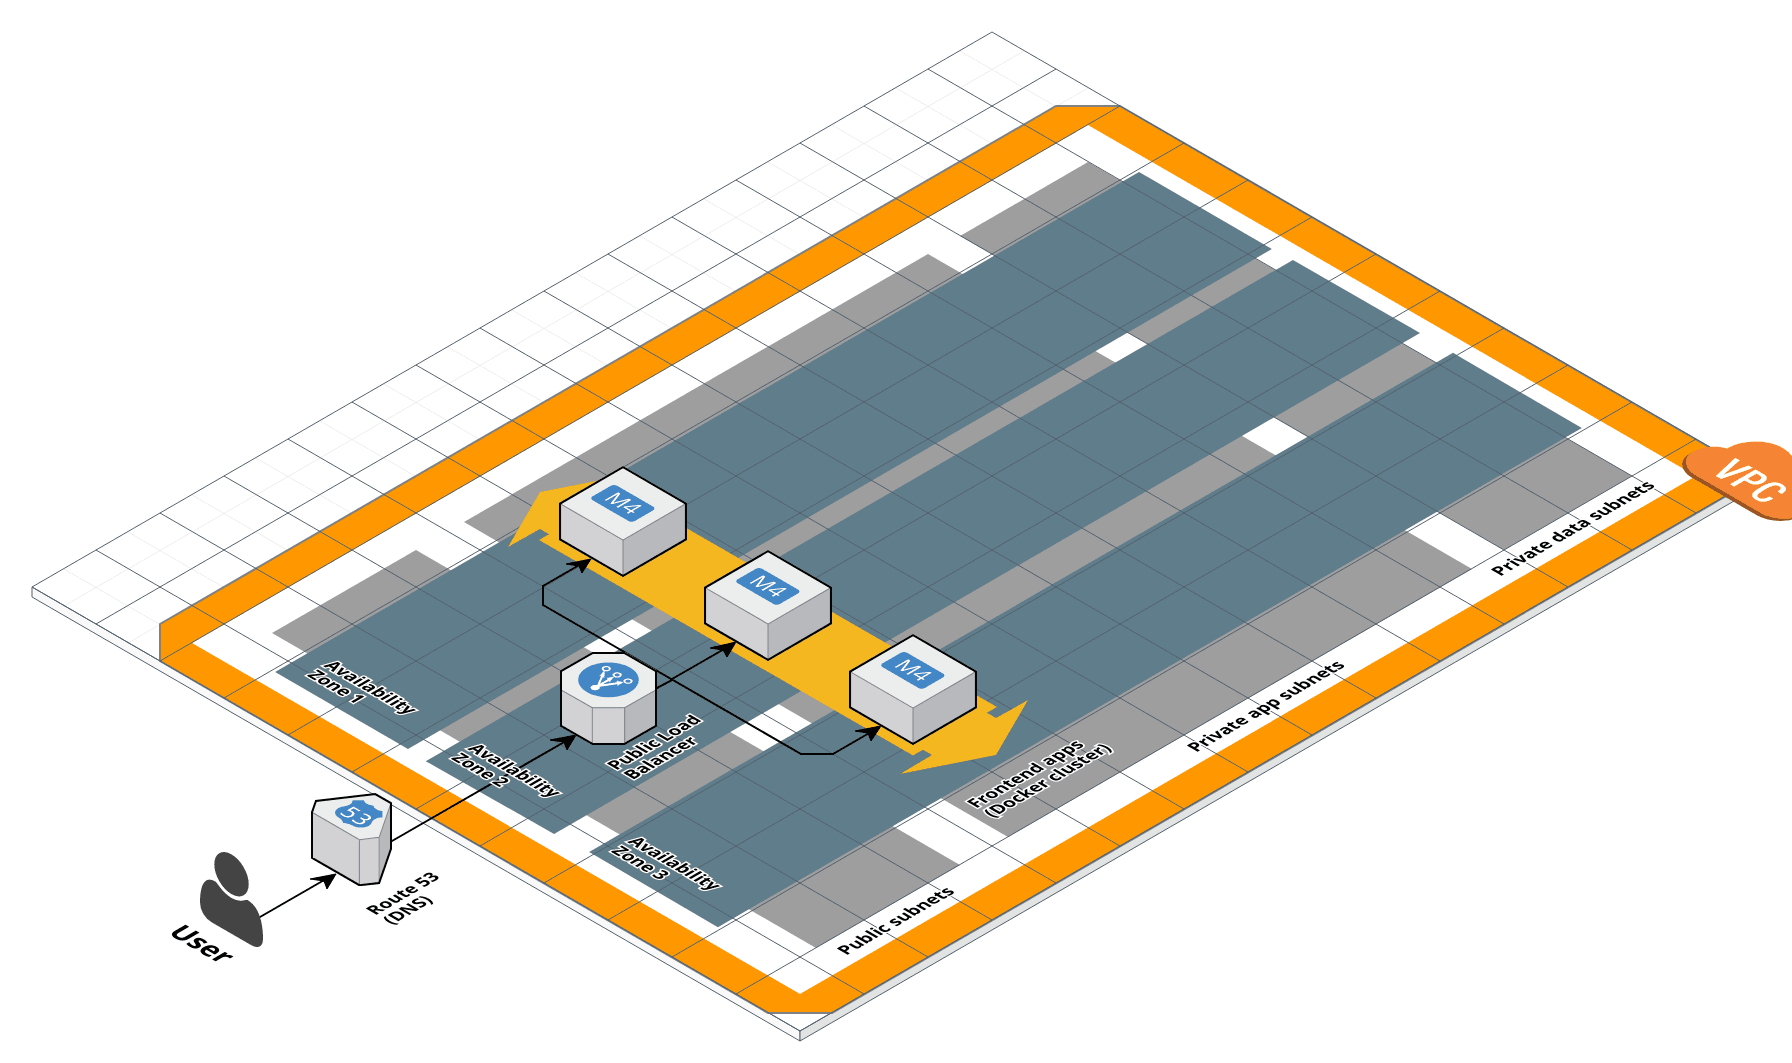 M4
M4
M4
VPC
Private data subnets
Private app subnets
Public subnets
Frontend apps
(Docker cluster)
Availability
Zone 1
Availability
Zone 2
Availability
Zone 3
Public Load
Balancer
53
Route 53
(DNS)
User